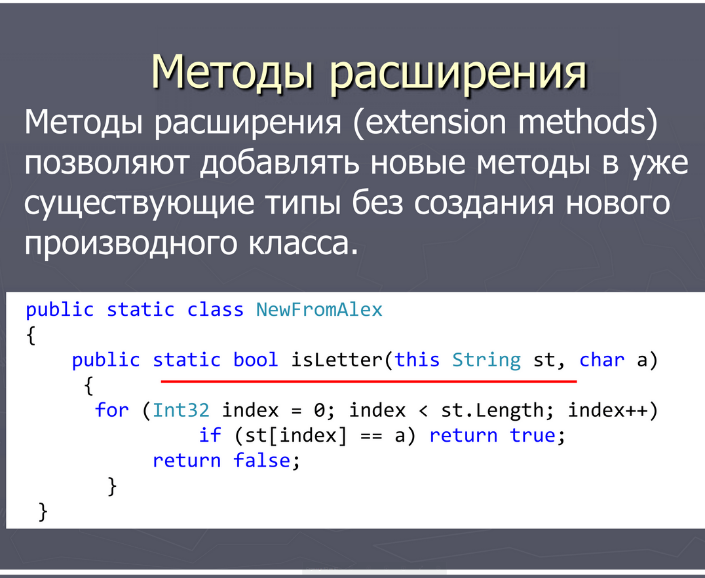 Методы расширения
Методы расширения (extension methods)
позволяют добавлять новые методы в уже
существующие типы без создания нового
производного класса.
public static class NewFromAlex
{
public static bool isLetter(this String st, char a)
{
for (Int32 index = 0; index < st.Length; index++)
if (st[index] == a) return true;
return false;
}
}